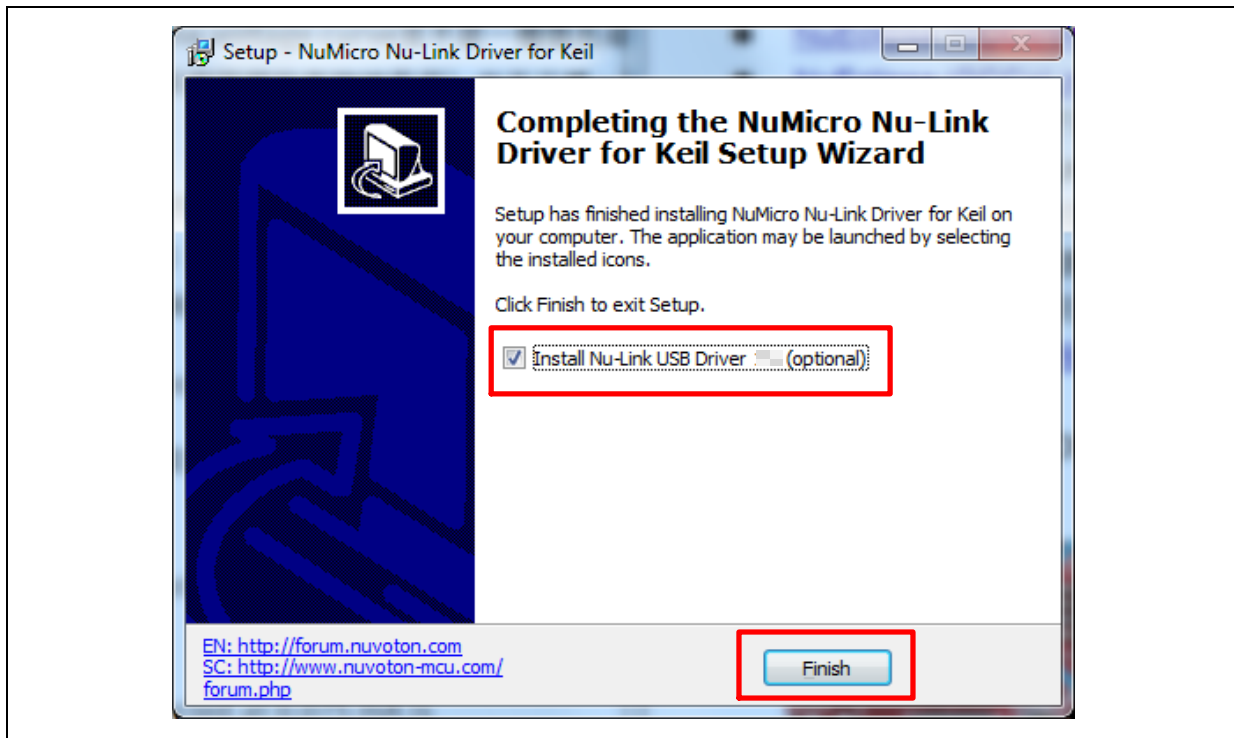 Setup - NuMicro Nu-Link Driver for Keil
Completing the NuMicro Nu-Link
Driver for Keil Setup Wizard
Setup has finished installing NuMicro Nu-Link Driver for Keil on
your computer. The application may be launched by selecting
the installed icons.
Click Finish to exit Setup.
Install Nu-Link USB Driver (optional)
EN: http://forum.nuvoton.com
SC: http://www.nuvoton-mcu.com/
forum.php
Finish